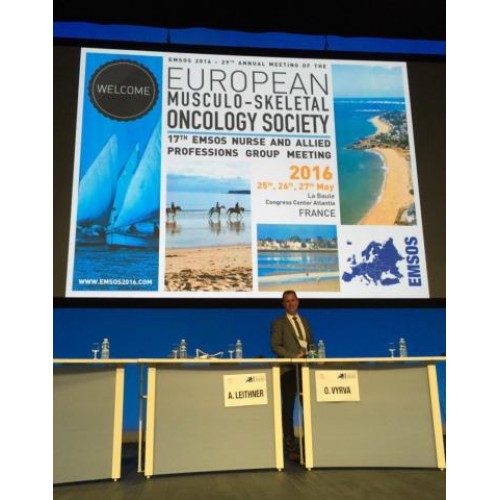 EMSOS 2016 - 29TH ANNUAL MEETING OF THE
WELCOME
EUROPEAN
MUSCULO-SKELETAL
ONCOLOGY SOCIETY
17TH EMSOS NURSE AND ALLIED
PROFESSIONS GROUP MEETING
2016
25th, 26th, 27th May
La Baule
Congress Center Atlantia
FRANCE
EMSOS
WWW.EMSOS2016.COM
A. LEITHNER
O. VYRVA